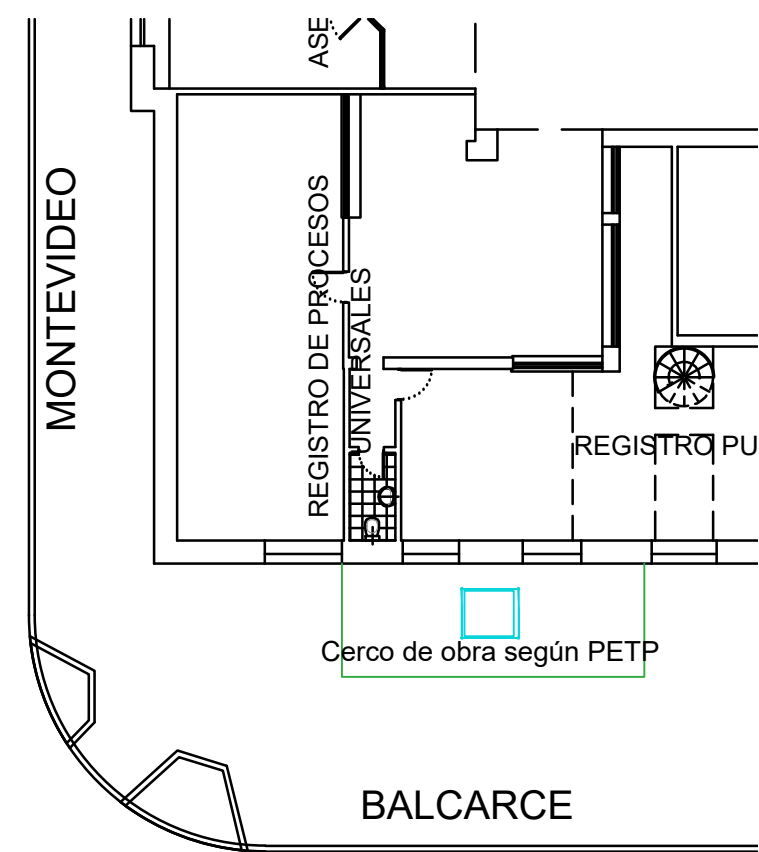 ASE
MONTEVIDEO
REGISTRO DE PROCESOS
UNIVERSALES
REGISTRO PU
Cerco de obra según PETP
BALCARCE